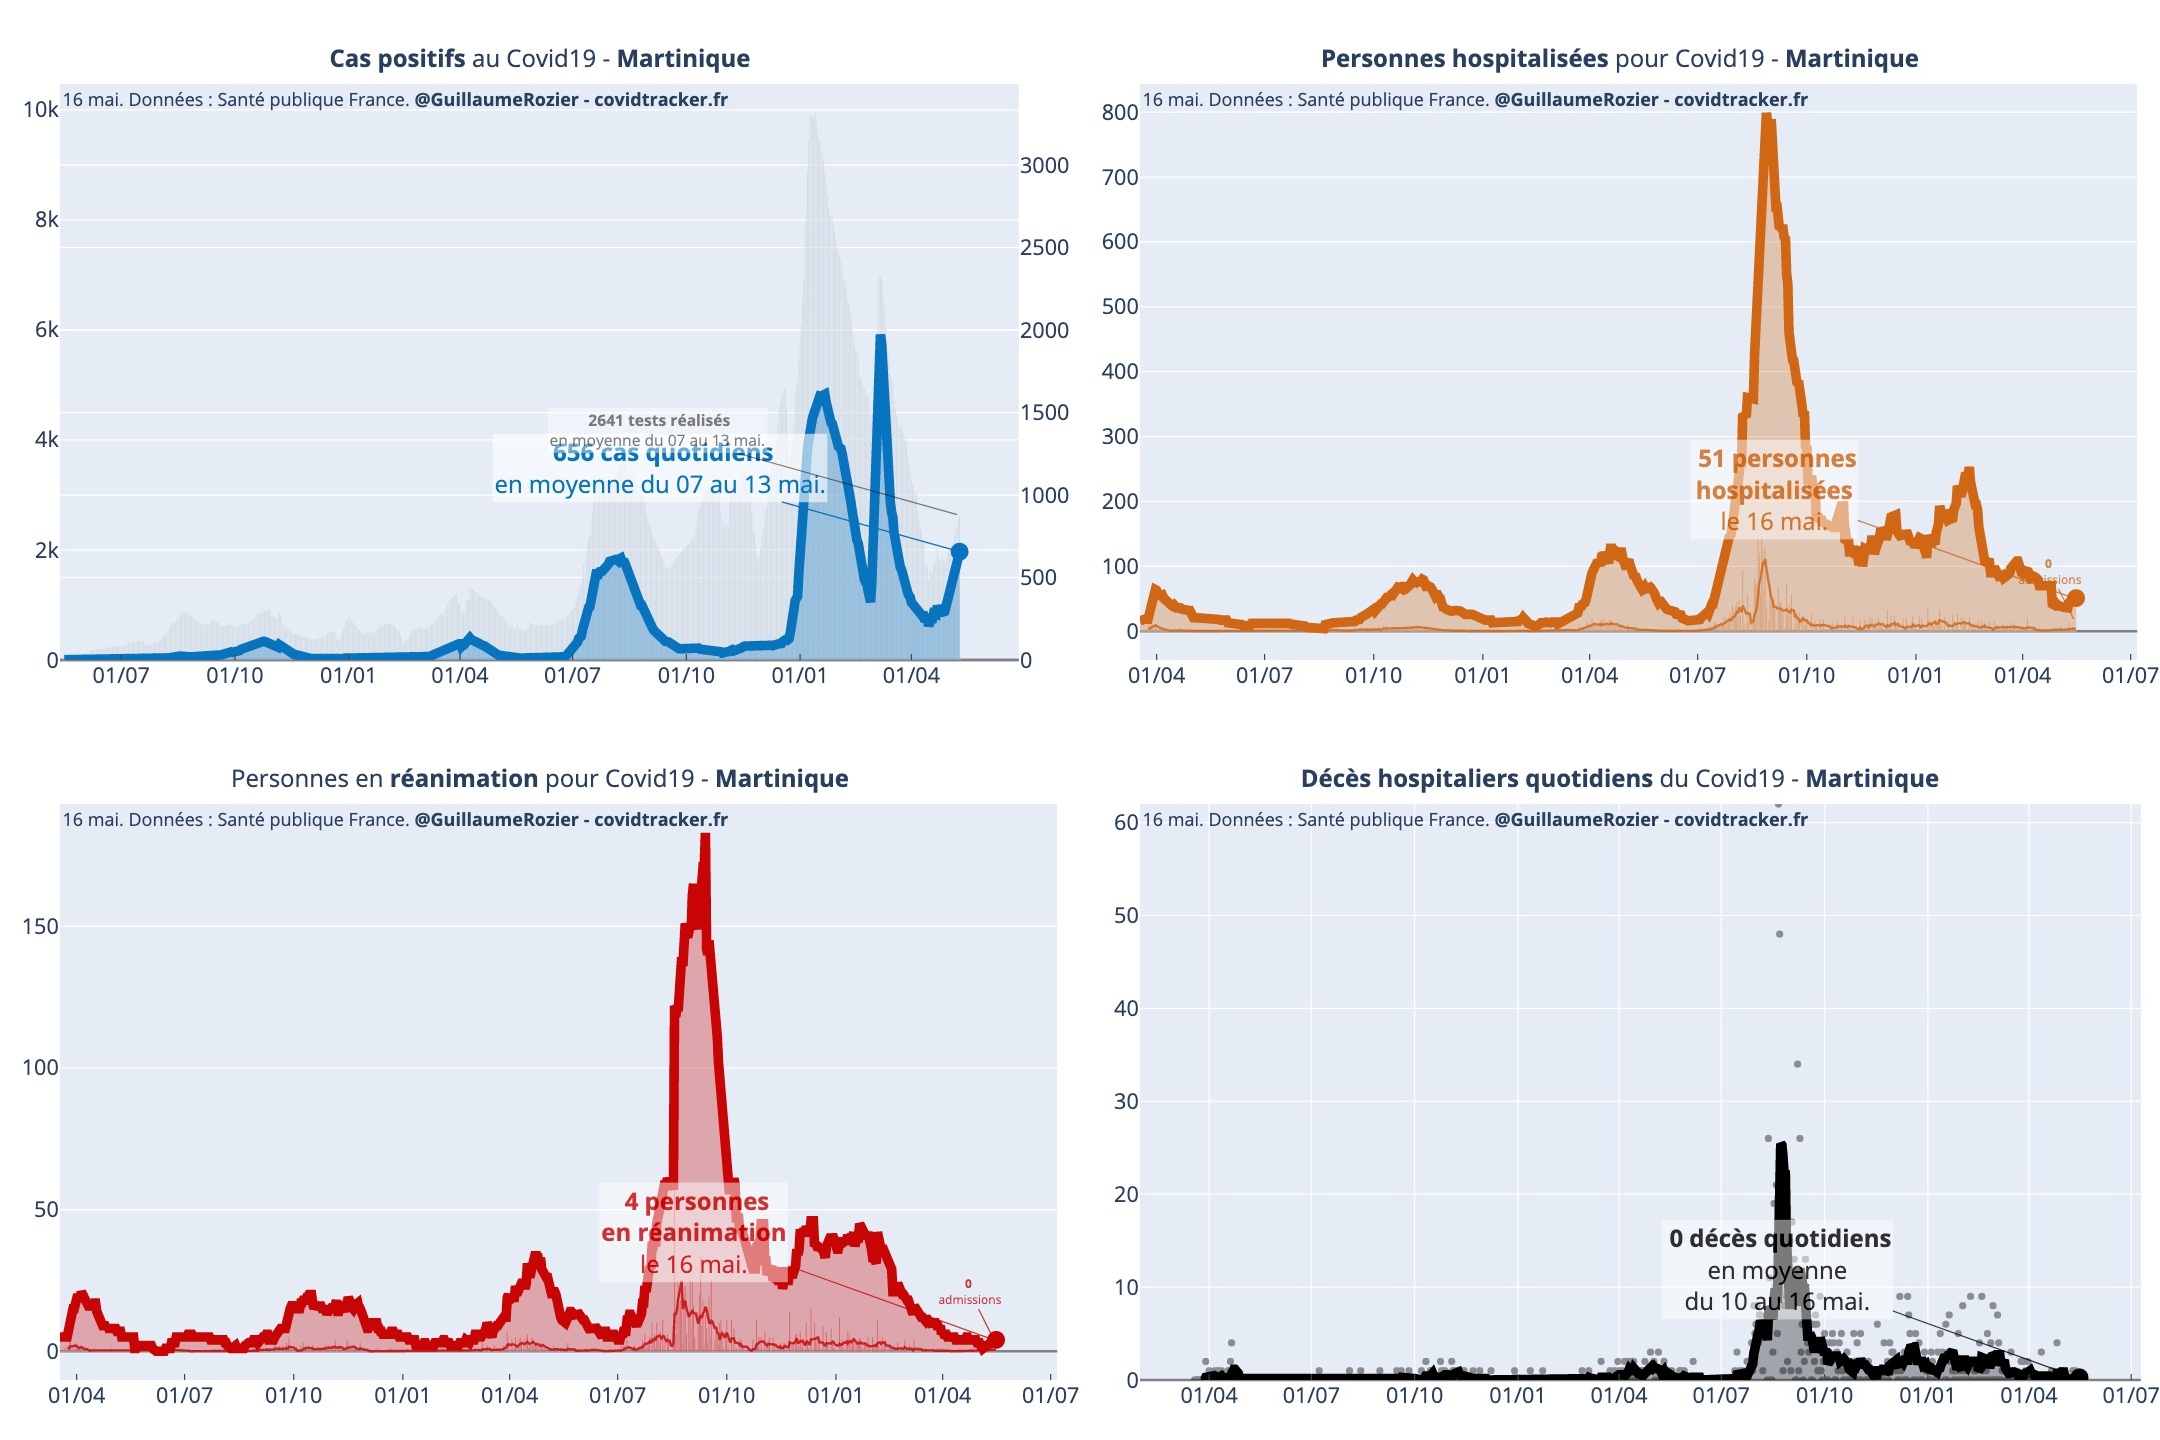 Cas positifs au Covid19 - Martinique
16 mai. Données : Santé publique France. @GuillaumeRozier - covidtracker.fr
10k
8k
6k
4k
2k
0
3000
2500
2000
1500
1000
500
0
2641 tests réalisés
en moyenne du 07 au 13 mai.
656 cas quotidiens
en moyenne du 07 au 13 mai.
01/07 01/10 01/01 01/04 01/07 01/10 01/01 01/04
Personnes hospitalisées pour Covid19 - Martinique
16 mai. Données : Santé publique France. @GuillaumeRozier - covidtracker.fr
800
700
600
500
400
300
200
100
0
51 personnes
hospitalisées
le 16 mai.
0
admissions
01/04 01/07 01/10 01/01 01/04 01/07 01/10 01/01 01/04 01/07
Personnes en réanimation pour Covid19 - Martinique
16 mai. Données : Santé publique France. @GuillaumeRozier - covidtracker.fr
150
100
50
0
4 personnes
en réanimation
le 16 mai.
0
admissions
01/04 01/07 01/10 01/01 01/04 01/07 01/10 01/01 01/04 01/07
Décès hospitaliers quotidiens du Covid19 - Martinique
16 mai. Données : Santé publique France. @GuillaumeRozier - covidtracker.fr
60
50
40
30
20
10
0
0 décès quotidiens
en moyenne
du 10 au 16 mai.
01/04 01/07 01/10 01/01 01/04 01/07 01/10 01/01 01/04 01/07